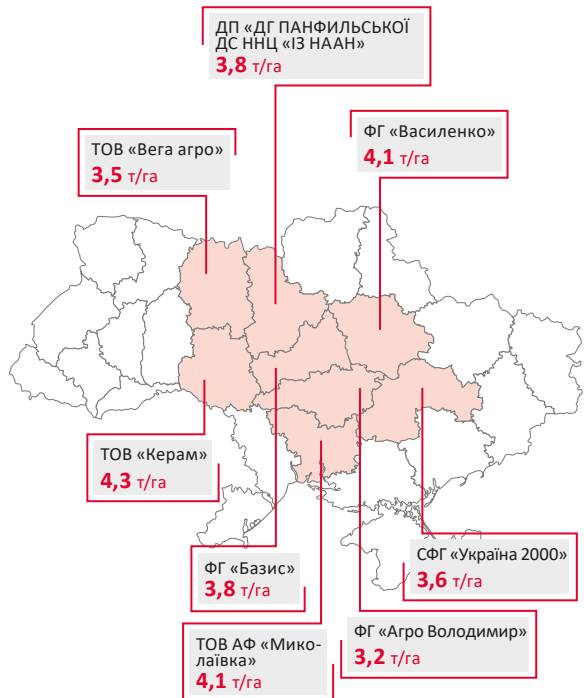 ДП «ДГ ПАНФИЛЬСЬКОЇ
ДС ННЦ «ІЗ НААН»
3,8 т/га
ФГ «Василенко»
4,1 т/га
ТОВ «Вега агро»
3,5 т/га
ТОВ «Керам»
4,3 т/га
СФГ «Україна 2000»
3,6 т/га
ФГ «Базис»
3,8 т/га
ФГ «Агро Володимир»
3,2 т/га
ТОВ АФ «Мико-
лаївка»
4,1 т/га